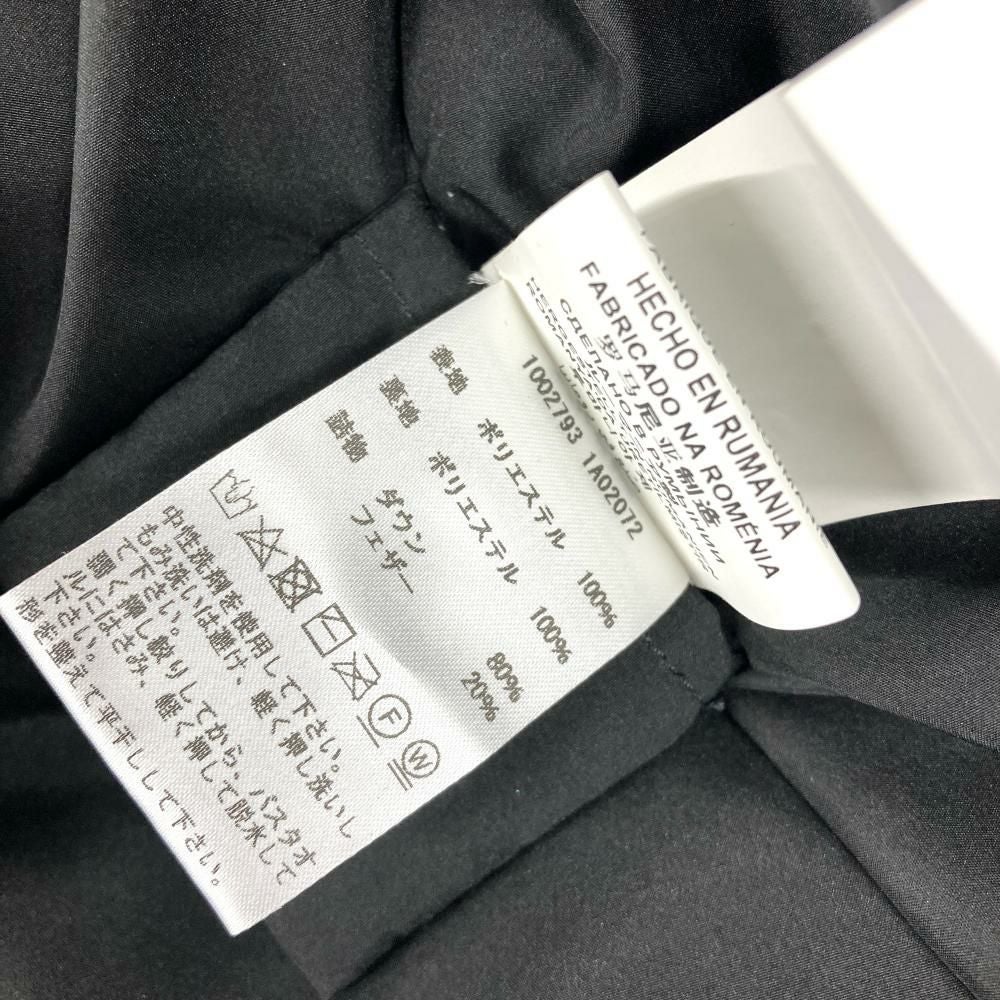 HECHO EN RUMANIA
FABRICADO NA ROMÉNIA
罗马尼亚制造
СДЕЛАНО В РУМЫНИИ
1002793 1A02072
表地 ポリエステル 100%
裏地 ポリエステル 100%
詰物 ダウン 80%
フェザー 20%
F
W
中性洗剤を使用して下さい。
もみ洗いは避け、軽く押し洗いし
て下さい。押し絞りしてから、バスタオ
ルにはさみ、軽く押して脱水して
下さい。
形を整えて平干しして下さい。